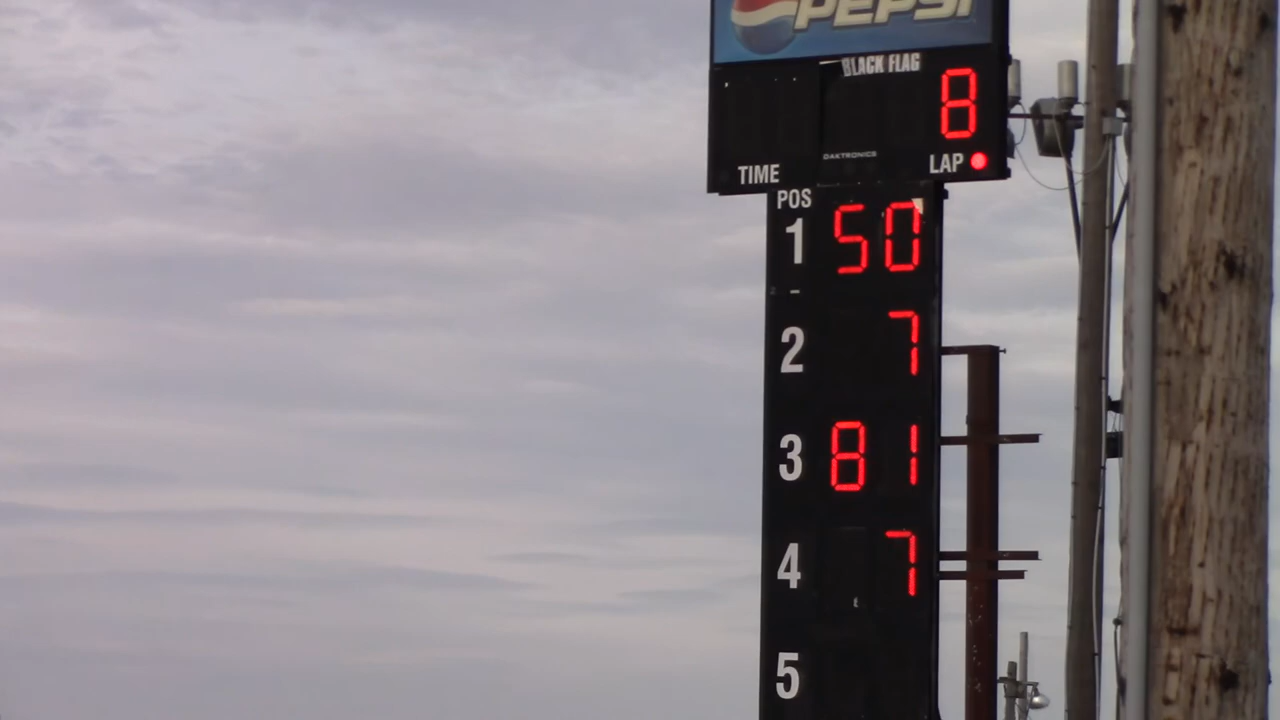 PEPSI
BLACK FLAG
8
DAKTRONICS
TIME
LAP
POS
1 50
2 7
3 81
4 7
5